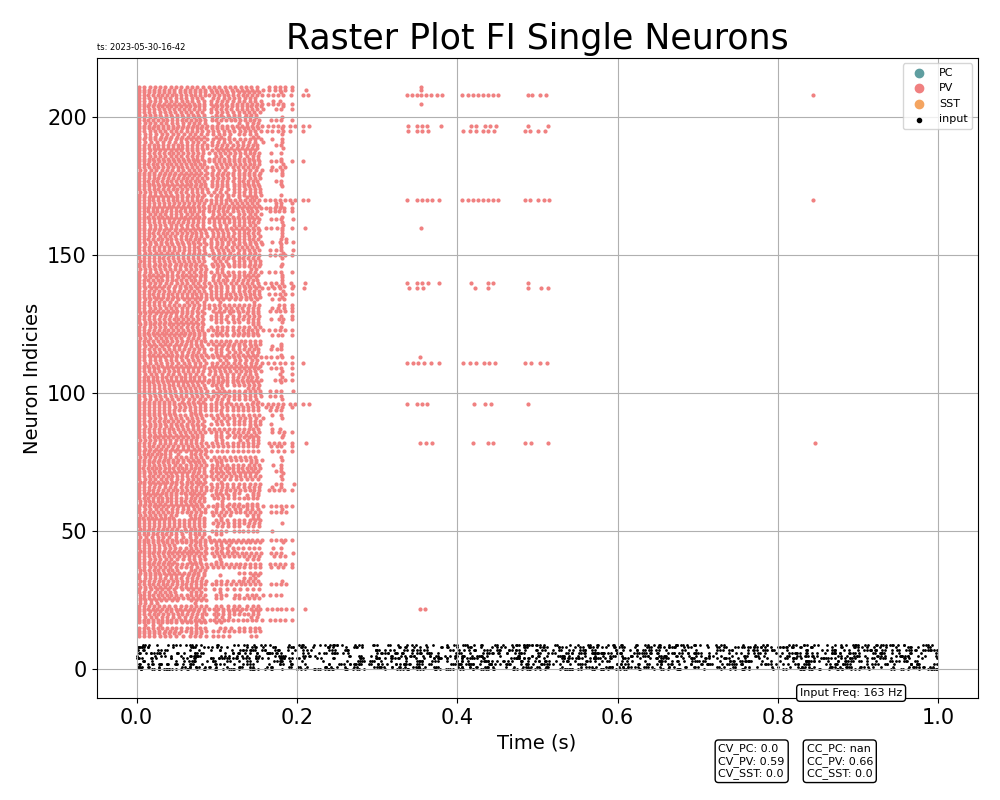 Raster Plot FI Single Neurons
ts: 2023-05-30-16-42
PC
PV
SST
input
200
150
100
50
0
Neuron Indicies
0.0 0.2 0.4 0.6 0.8 1.0
Time (s)
Input Freq: 163 Hz
CV_PC: 0.0
CV_PV: 0.59
CV_SST: 0.0
CC_PC: nan
CC_PV: 0.66
CC_SST: 0.0